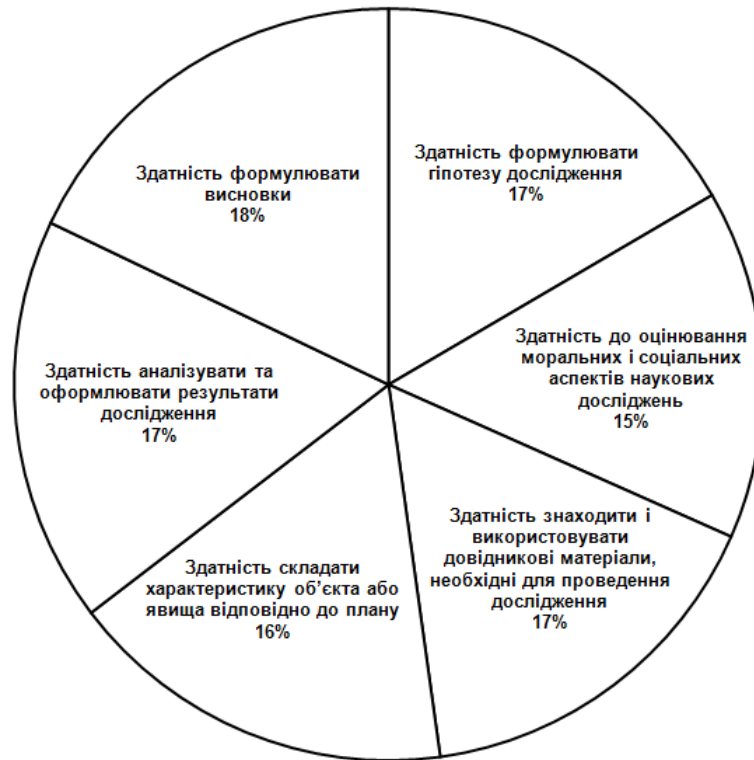 Здатність формулювати
гіпотезу дослідження
17%
Здатність до оцінювання
моральних і соціальних
аспектів наукових
досліджень
15%
Здатність знаходити і
використовувати
довідникові матеріали,
необхідні для проведення
дослідження
17%
Здатність складати
характеристику об’єкта або
явища відповідно до плану
16%
Здатність аналізувати та
оформлювати результати
дослідження
17%
Здатність формулювати
висновки
18%